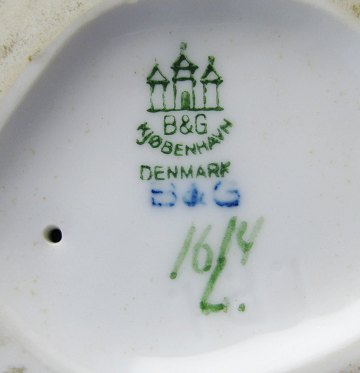 B&G
KJØBENHAVN
DENMARK
B&G
1614
L.